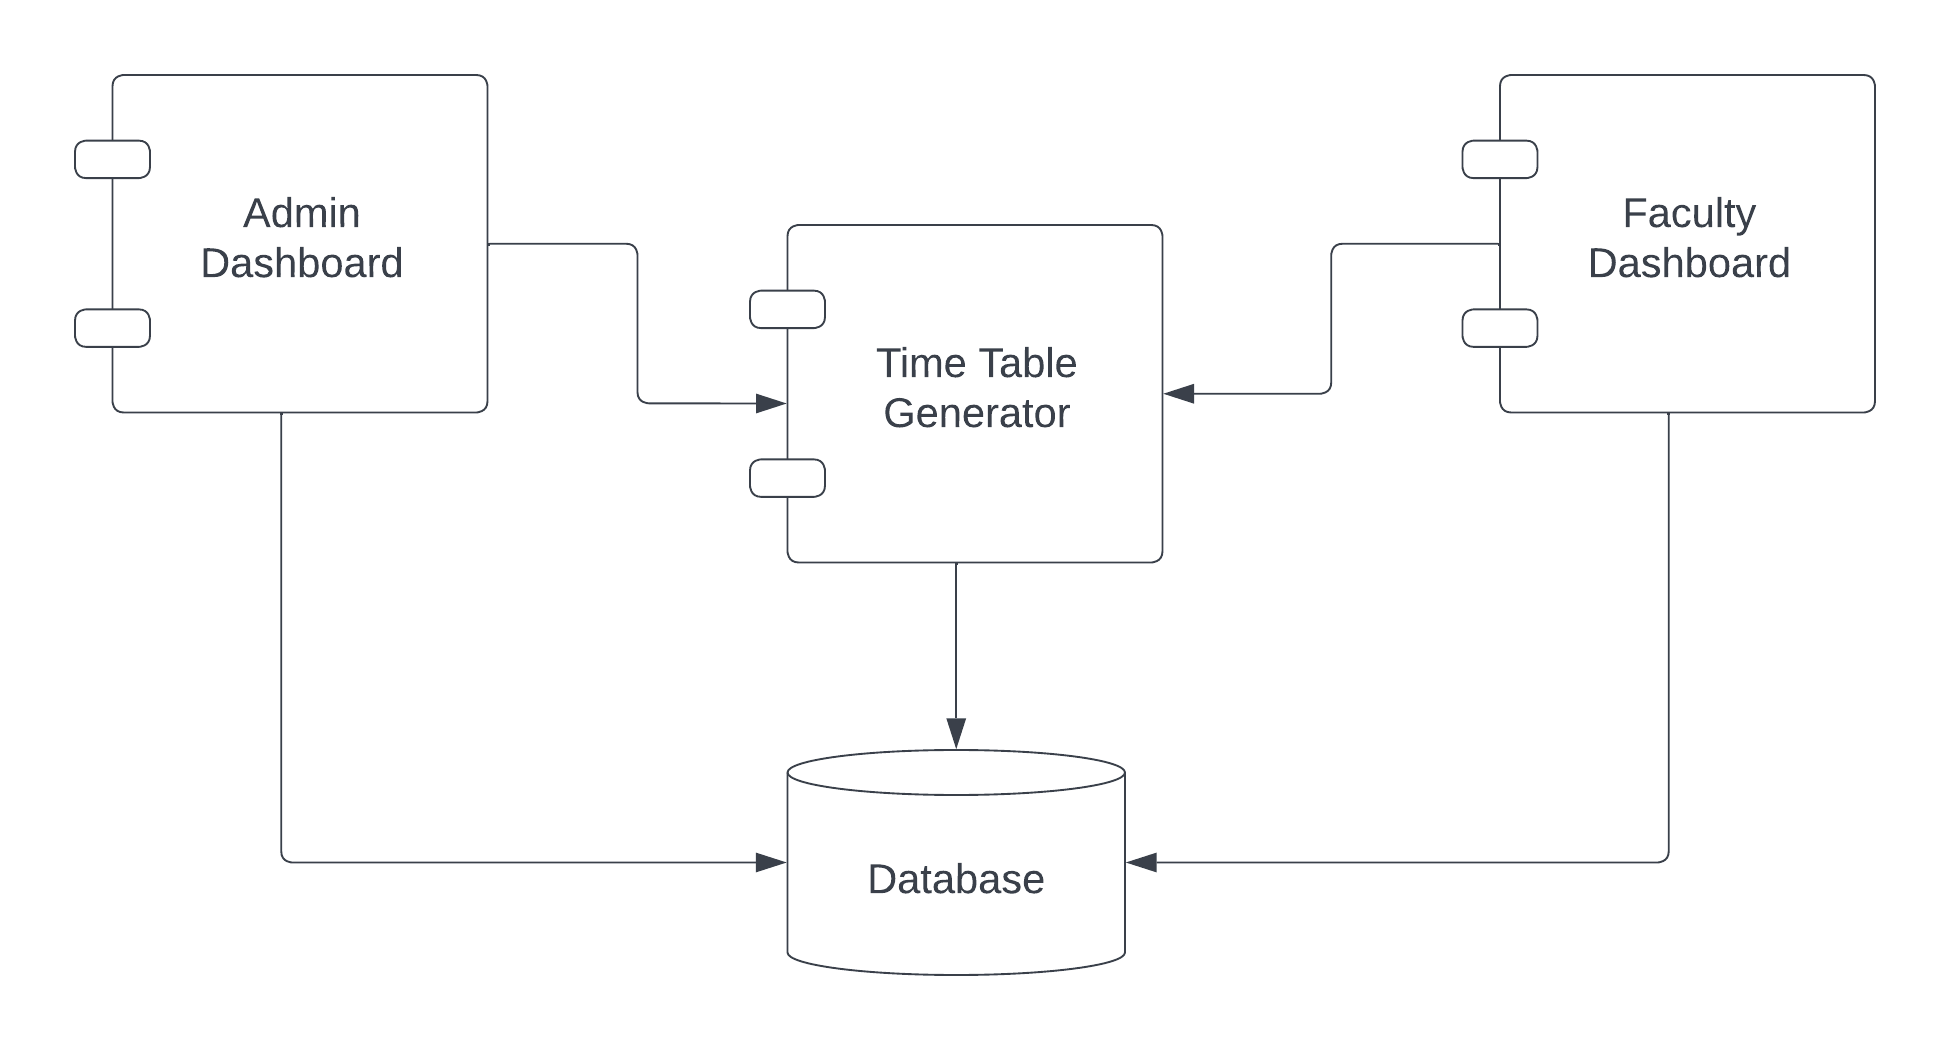 Admin
Dashboard
Faculty
Dashboard
Time Table
Generator
Database